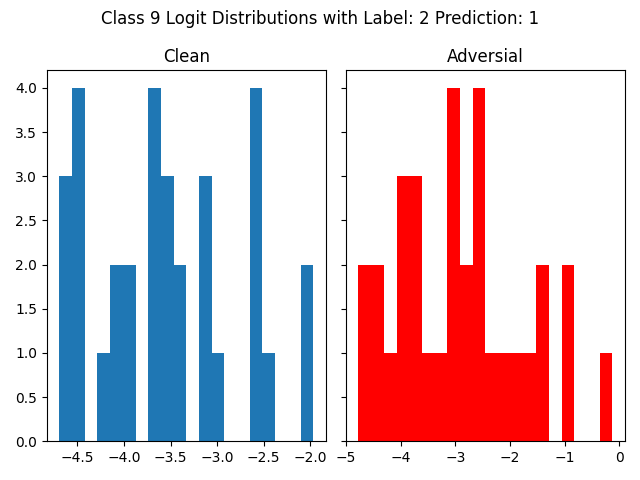 Class 9 Logit Distributions with Label: 2 Prediction: 1
Clean
Adversial
4.0
3.5
3.0
2.5
2.0
1.5
1.0
0.5
0.0
−4.5 −4.0 −3.5 −3.0 −2.5 −2.0
−5 −4 −3 −2 −1 0